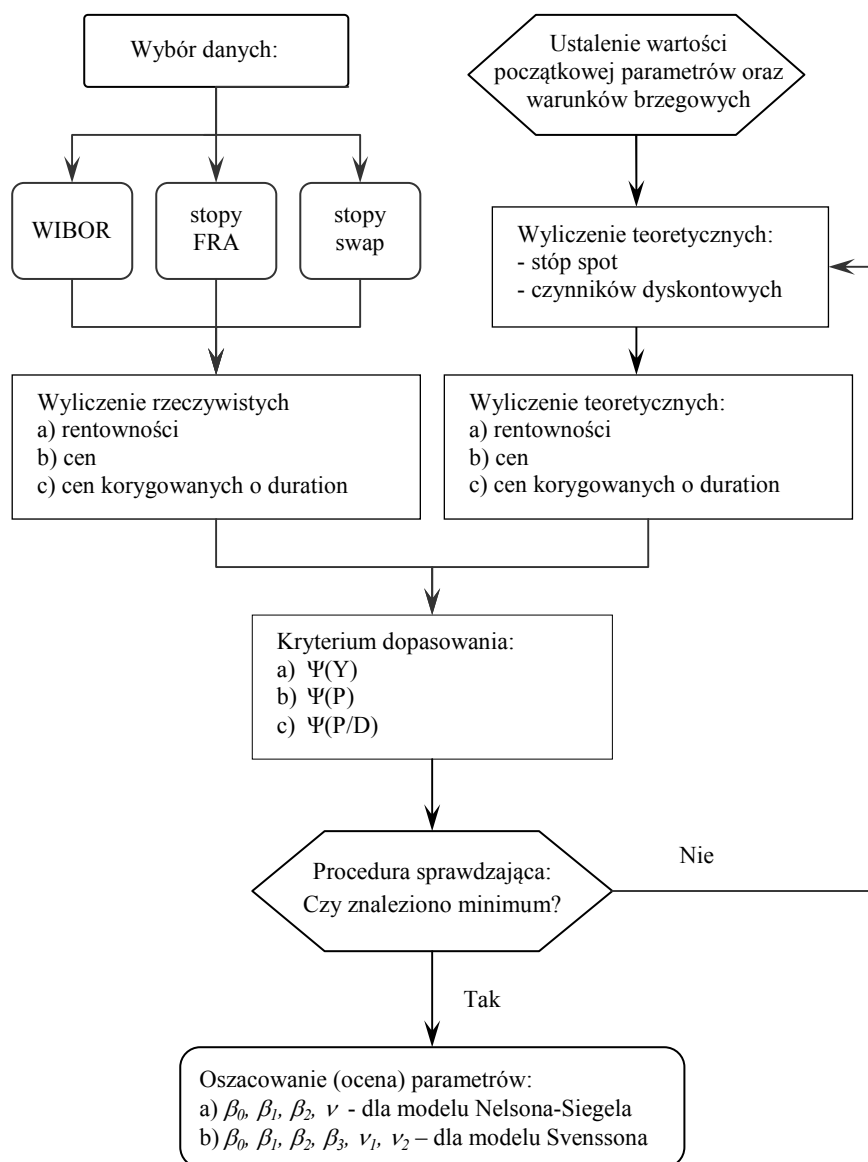 Wybór danych:
Ustalenie wartości
początkowej parametrów oraz
warunków brzegowych
WIBOR
stopy
FRA
stopy
swap
Wyliczenie teoretycznych:
- stóp spot
- czynników dyskontowych
Wyliczenie rzeczywistych
a) rentowności
b) cen
c) cen korygowanych o duration
Wyliczenie teoretycznych:
a) rentowności
b) cen
c) cen korygowanych o duration
Kryterium dopasowania:
a) Ψ(Y)
b) Ψ(P)
c) Ψ(P/D)
Procedura sprawdzająca:
Czy znaleziono minimum?
Nie
Tak
Oszacowanie (ocena) parametrów:
a) β₀, β₁, β₂, ν - dla modelu Nelsona-Siegela
b) β₀, β₁, β₂, β₃, ν₁, ν₂ – dla modelu Svenssona